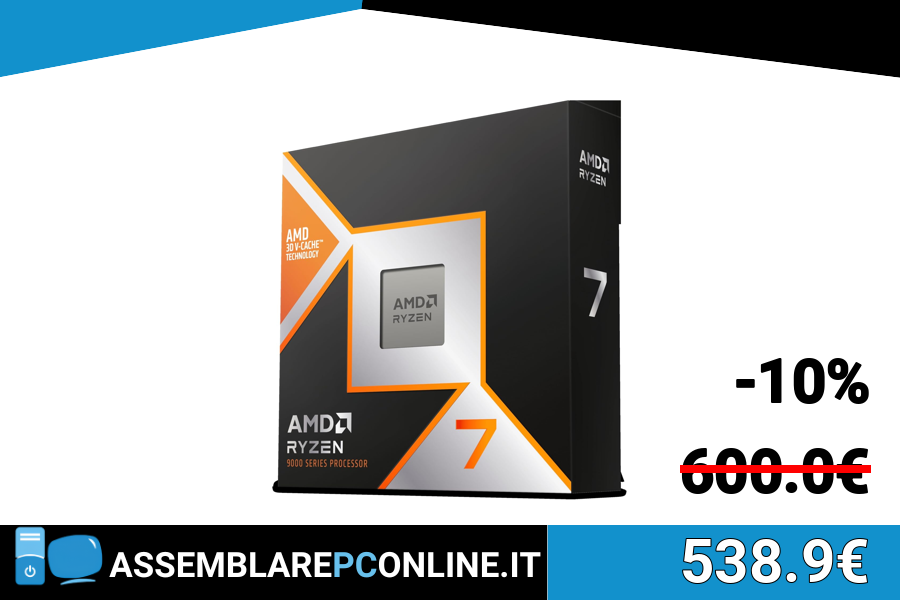 AMD
RYZEN
7
AMD
3D V-CACHE™
TECHNOLOGY
AMD
RYZEN
AMD
RYZEN
9000 SERIES PROCESSOR
7
-10%
600.0€
ASSEMBLAREPCONLINE.IT
538.9€